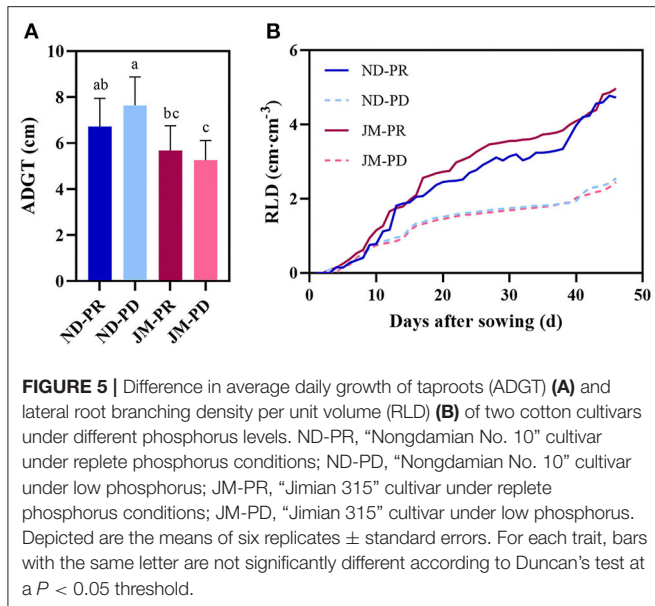 A
10
8
6
4
2
0
ADGT (cm)
ab
a
bc
c
ND-PR
ND-PD
JM-PR
JM-PD
B
6
4
2
0
RLD (cm·cm⁻³)
ND-PR
ND-PD
JM-PR
JM-PD
0 10 20 30 40 50
Days after sowing (d)
FIGURE 5 | Difference in average daily growth of taproots (ADGT) (A) and
lateral root branching density per unit volume (RLD) (B) of two cotton cultivars
under different phosphorus levels. ND-PR, “Nongdamian No. 10” cultivar
under replete phosphorus conditions; ND-PD, “Nongdamian No. 10” cultivar
under low phosphorus; JM-PR, “Jimian 315” cultivar under replete
phosphorus conditions; JM-PD, “Jimian 315” cultivar under low phosphorus.
Depicted are the means of six replicates ± standard errors. For each trait, bars
with the same letter are not significantly different according to Duncan’s test at
a P < 0.05 threshold.